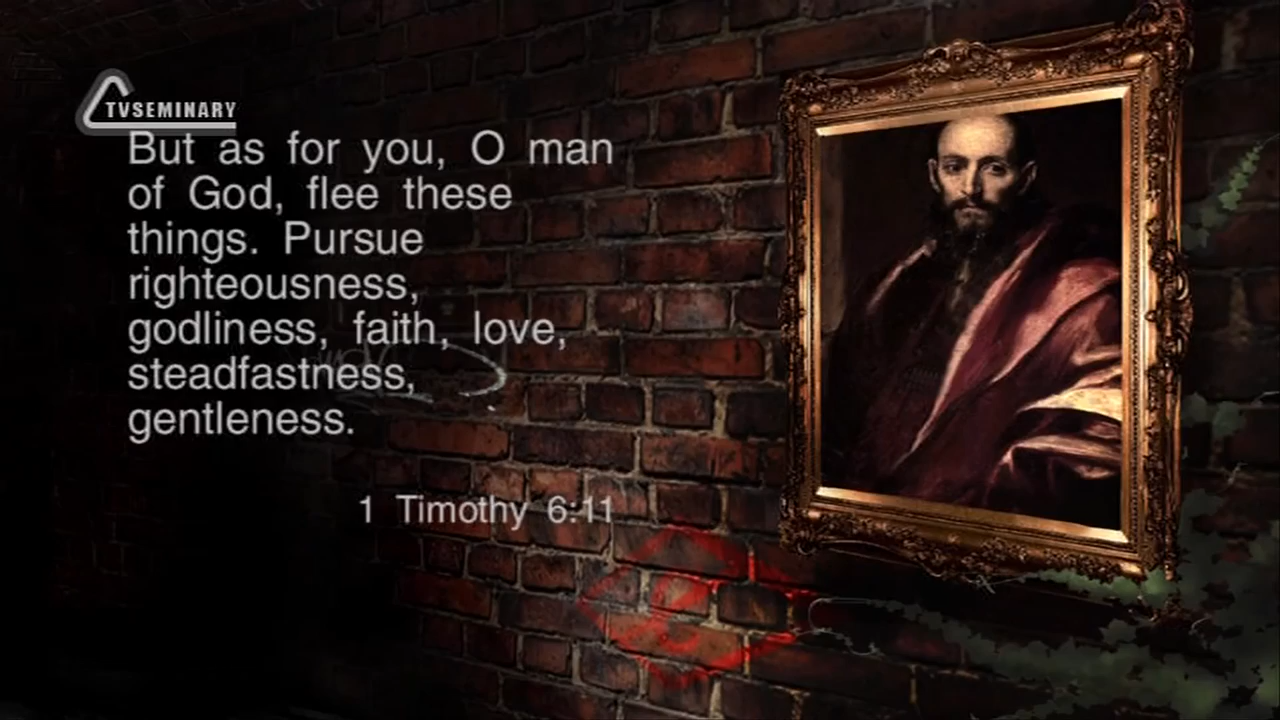 TVSEMINARY
But as for you, O man
of God, flee these
things. Pursue
righteousness,
godliness, faith, love,
steadfastness,
gentleness.
1 Timothy 6:11